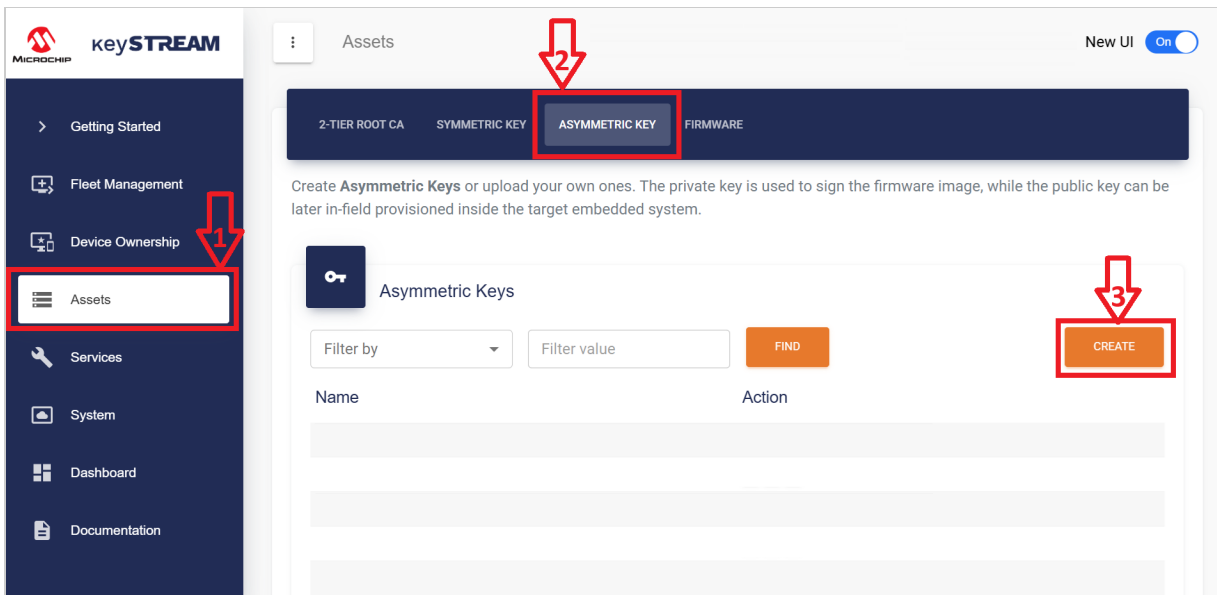 MICROCHIP
keySTREAM
Assets
New UI
On
2
2-TIER ROOT CA
SYMMETRIC KEY
ASYMMETRIC KEY
FIRMWARE
Getting Started
Fleet Management
Device Ownership
1
Assets
Services
System
Dashboard
Documentation
Create Asymmetric Keys or upload your own ones. The private key is used to sign the firmware image, while the public key can be
later in-field provisioned inside the target embedded system.
Asymmetric Keys
3
Filter by
Filter value
FIND
CREATE
Name
Action